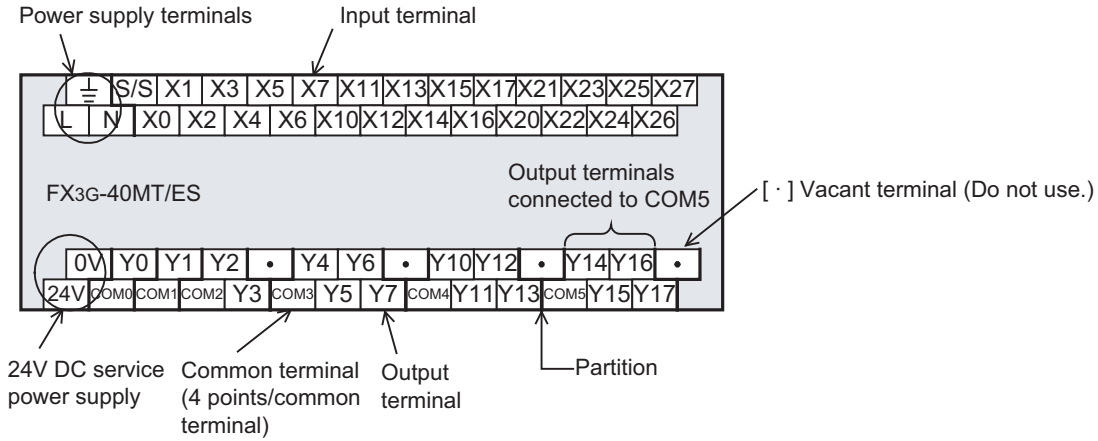 Power supply terminals
Input terminal
S/S X1 X3 X5 X7 X11 X13 X15 X17 X21 X23 X25 X27
L N X0 X2 X4 X6 X10 X12 X14 X16 X20 X22 X24 X26
FX3G-40MT/ES
Output terminals
connected to COM5
[ · ] Vacant terminal (Do not use.)
0V Y0 Y1 Y2 • Y4 Y6 • Y10 Y12 • Y14 Y16 •
24V COM0 COM1 COM2 Y3 COM3 Y5 Y7 COM4 Y11 Y13 COM5 Y15 Y17
24V DC service
power supply
Common terminal
(4 points/common
terminal)
Output
terminal
Partition